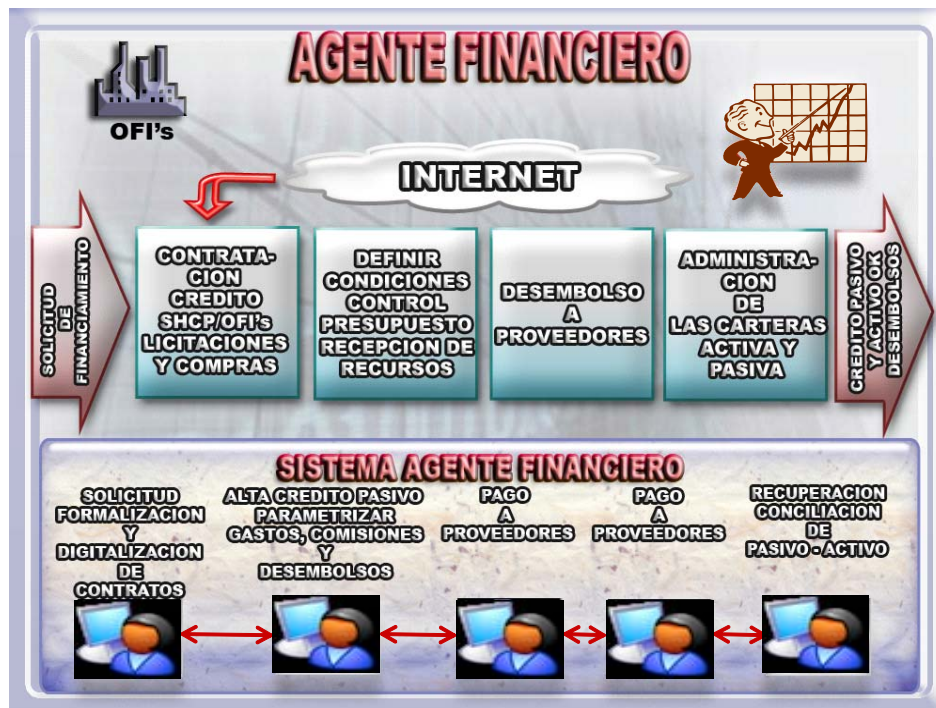 AGENTE FINANCIERO
OFI's
INTERNET
SOLICITUD
DE
FINANCIAMIENTO
CONTRATA-
CION
CREDITO
SHCP/OFI's
LICITACIONES
Y COMPRAS
DEFINIR
CONDICIONES
CONTROL
PRESUPUESTO
RECEPCION DE
RECURSOS
DESEMBOLSO
A
PROVEEDORES
ADMINISTRA-
CION
DE
LAS CARTERAS
ACTIVA Y
PASIVA
CREDITO PASIVO
Y ACTIVO OK
DESEMBOLSOS
SISTEMA AGENTE FINANCIERO
SOLICITUD
FORMALIZACION
Y
DIGITALIZACION
DE
CONTRATOS
ALTA CREDITO PASIVO
PARAMETRIZAR
GASTOS, COMISIONES
Y
DESEMBOLSOS
PAGO
A
PROVEEDORES
PAGO
A
PROVEEDORES
RECUPERACION
CONCILIACION
DE
PASIVO - ACTIVO